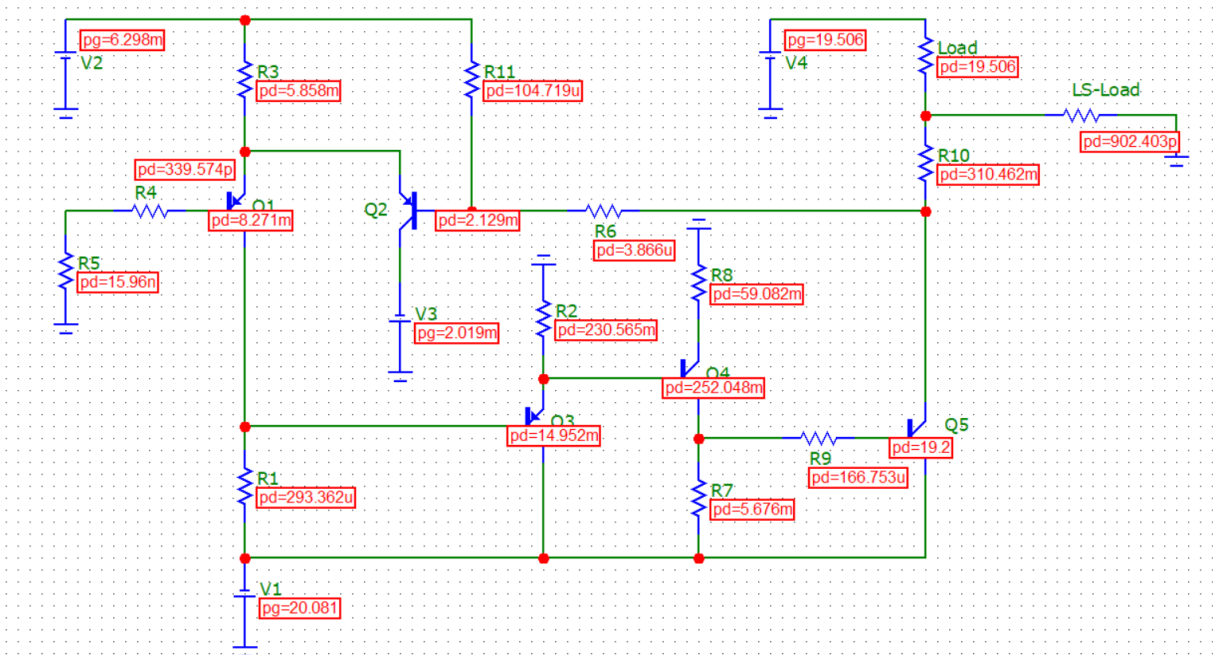 pg=6.298m
V2
R3
pd=5.858m
R11
pd=104.719u
pg=19.506
V4
Load
pd=19.506
LS-Load
pd=902.403p
R10
pd=310.462m
pd=339.574p
R4
Q1
pd=8.271m
Q2
pd=2.129m
R6
pd=3.866u
R5
pd=15.96n
R8
pd=59.082m
V3
pg=2.019m
R2
pd=230.565m
Q4
pd=252.048m
Q3
pd=14.952m
Q5
pd=19.2
R9
pd=166.753u
R1
pd=293.362u
R7
pd=5.676m
V1
pg=20.081